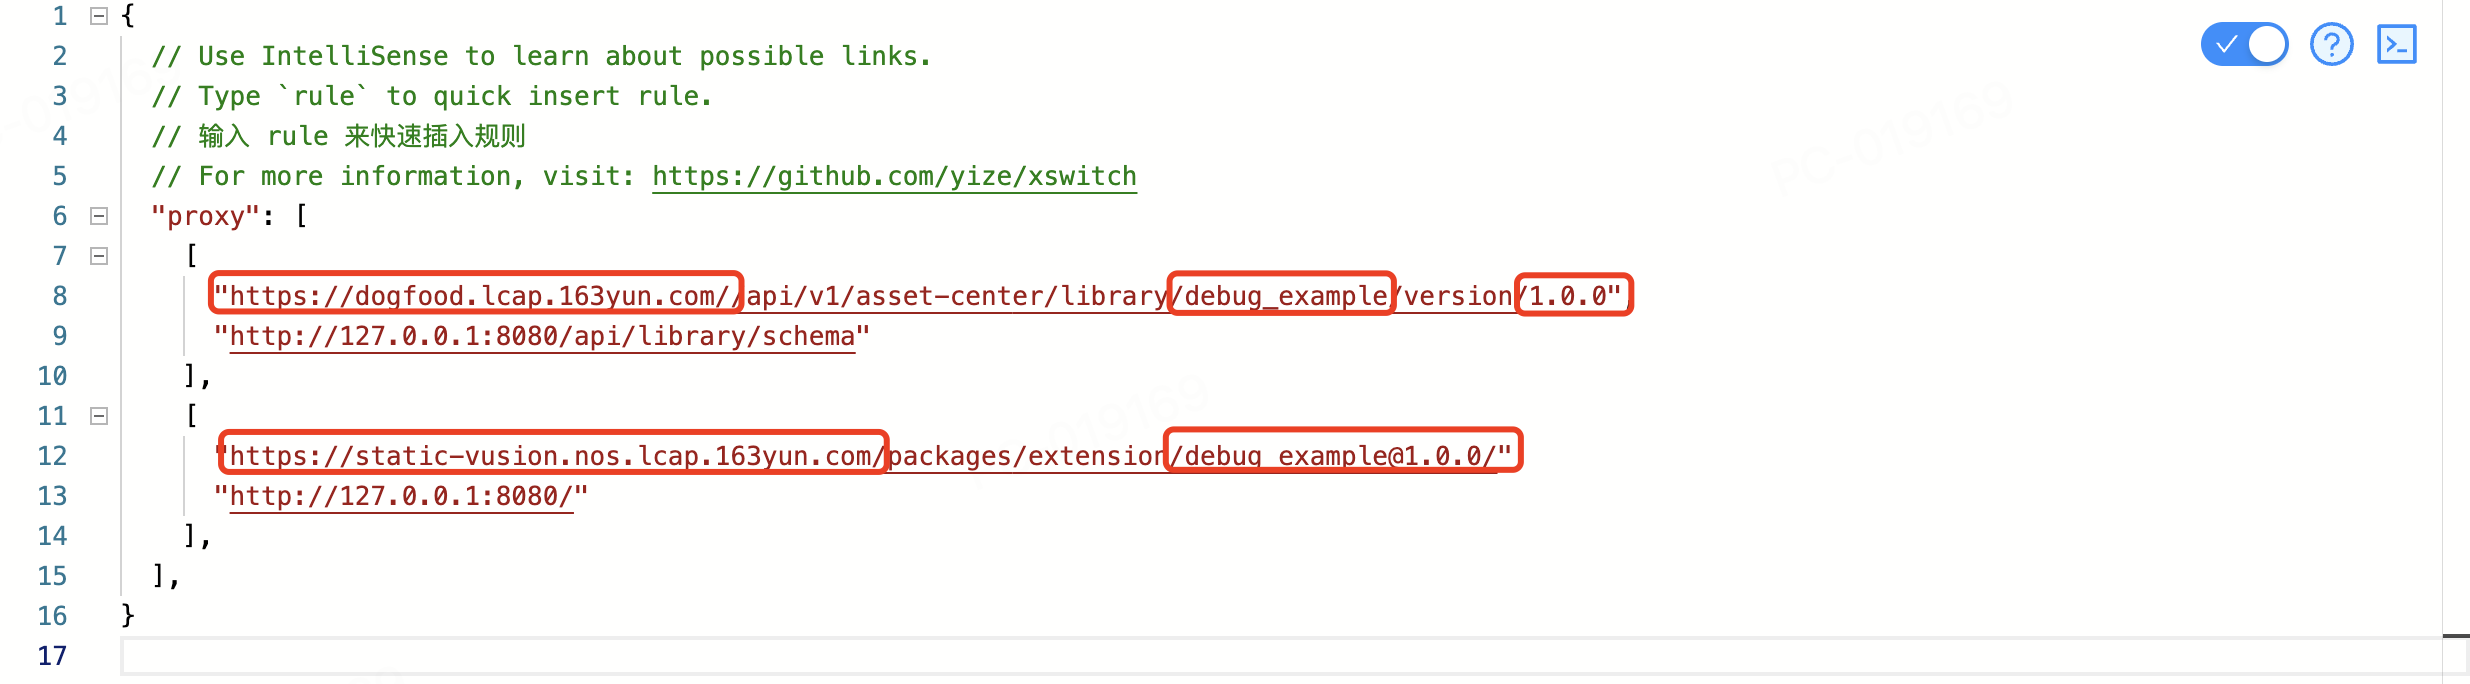 1 {
2 // Use IntelliSense to learn about possible links.
3 // Type `rule` to quick insert rule.
4 // 输入 rule 来快速插入规则
5 // For more information, visit: https://github.com/yize/xswitch
6 "proxy": [
7 [
8 "https://dogfood.lcap.163yun.com//api/v1/asset-center/library/debug_example/version/1.0.0",
9 "http://127.0.0.1:8080/api/library/schema"
10 ],
11 [
12 "https://static-vusion.nos.lcap.163yun.com/packages/extension/debug_example@1.0.0/"
13 "http://127.0.0.1:8080/"
14 ],
15 ],
16 }
17
PC-019169
019169